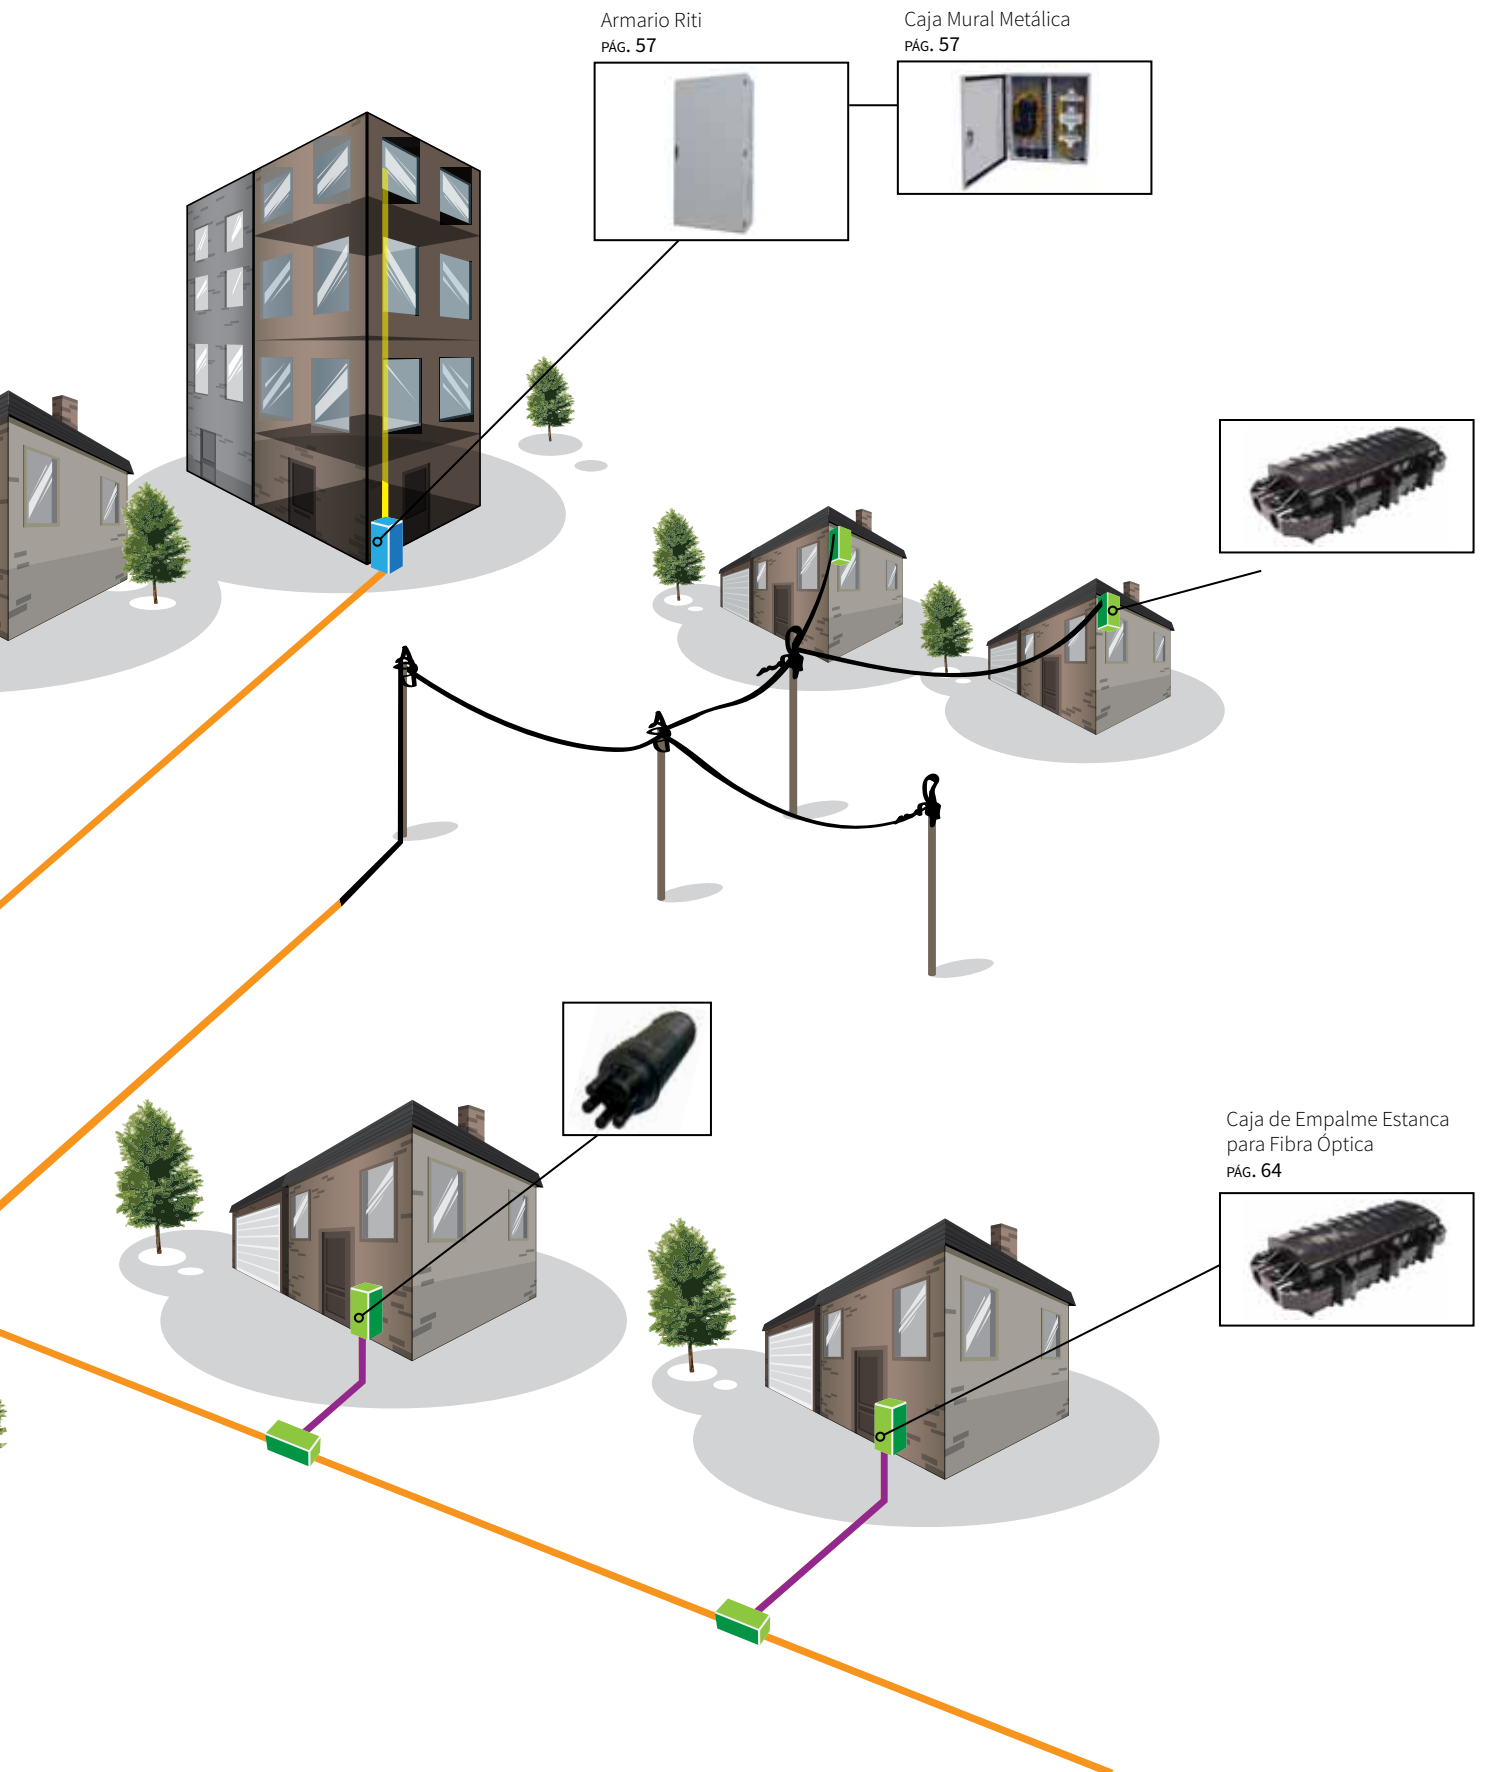 Armario Riti
PÁG. 57
Caja Mural Metálica
PÁG. 57
Caja de Empalme Estanca
para Fibra Óptica
PÁG. 64